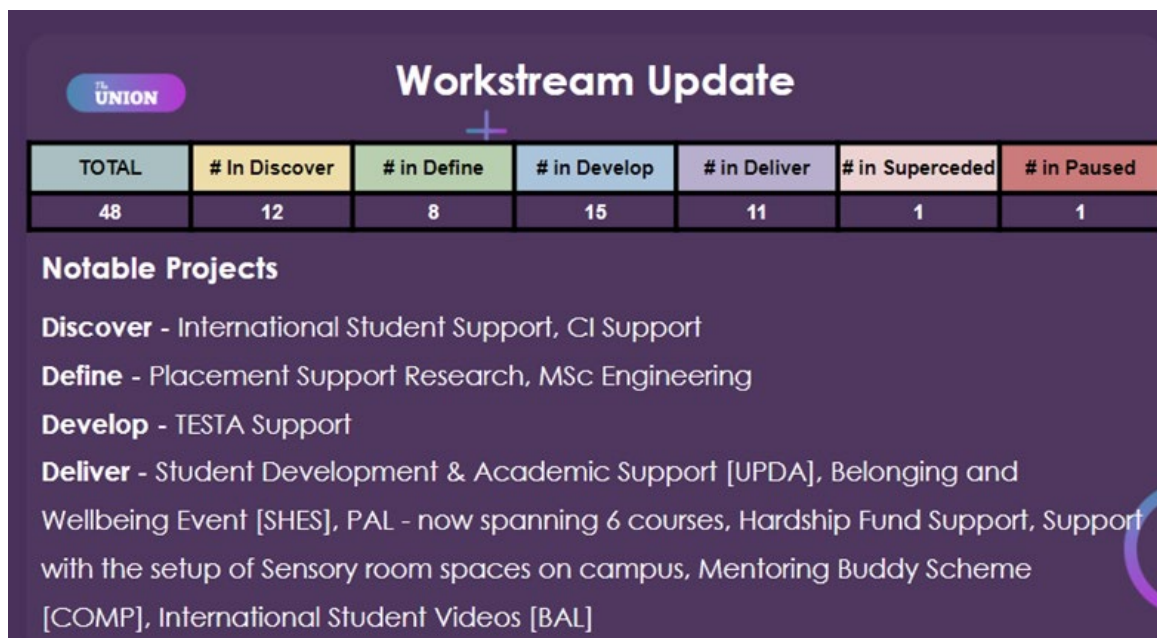 The
UNION
Workstream Update
TOTAL # In Discover # in Define # in Develop # in Deliver # in Superceded # in Paused
48 12 8 15 11 1 1
Notable Projects
Discover - International Student Support, CI Support
Define - Placement Support Research, MSc Engineering
Develop - TESTA Support
Deliver - Student Development & Academic Support [UPDA], Belonging and
Wellbeing Event [SHES], PAL - now spanning 6 courses, Hardship Fund Support, Support
with the setup of Sensory room spaces on campus, Mentoring Buddy Scheme
[COMP], International Student Videos [BAL]